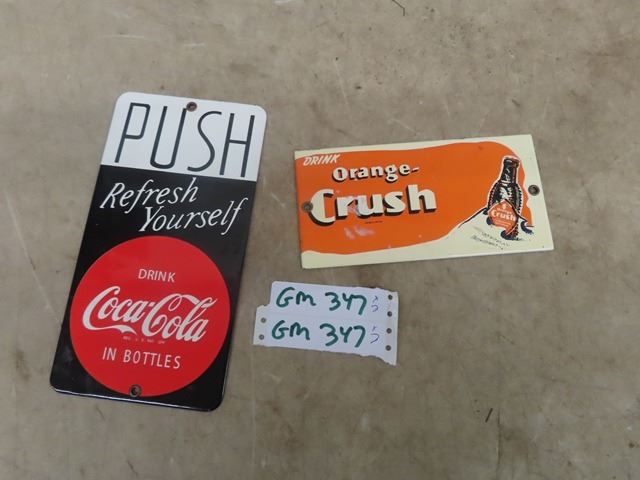 PUSH
Refresh
Yourself
DRINK
Coca-Cola
IN BOTTLES
DRINK
Orange-
Crush
Crush
GM 347
GM 347